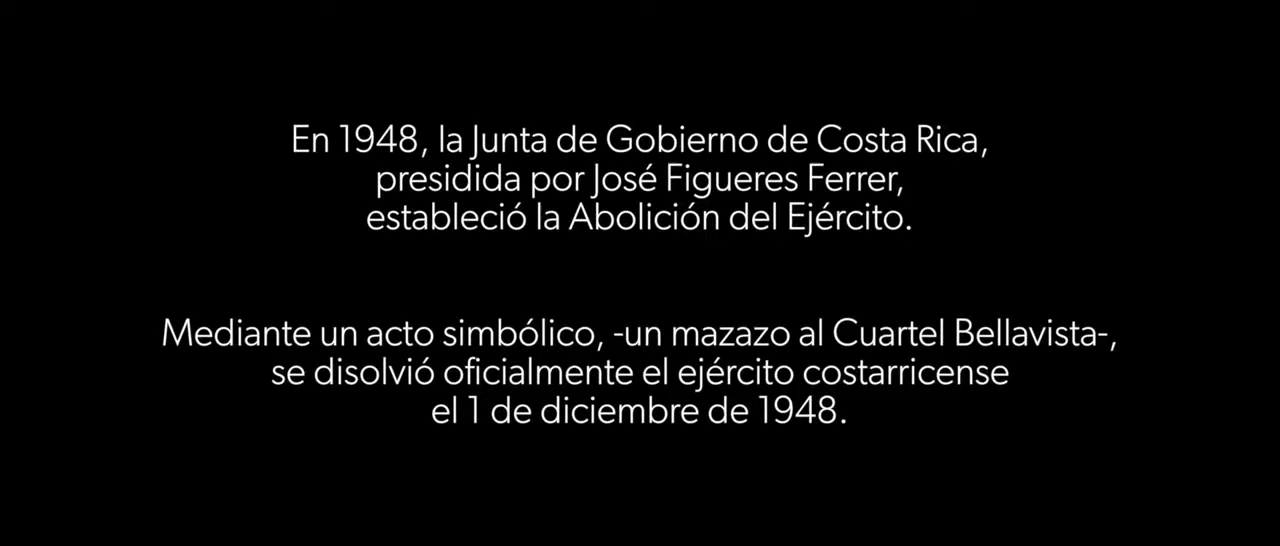 En 1948, la Junta de Gobierno de Costa Rica,
presidida por José Figueres Ferrer,
estableció la Abolición del Ejército.
Mediante un acto simbólico, -un mazazo al Cuartel Bellavista-,
se disolvió oficialmente el ejército costarricense
el 1 de diciembre de 1948.